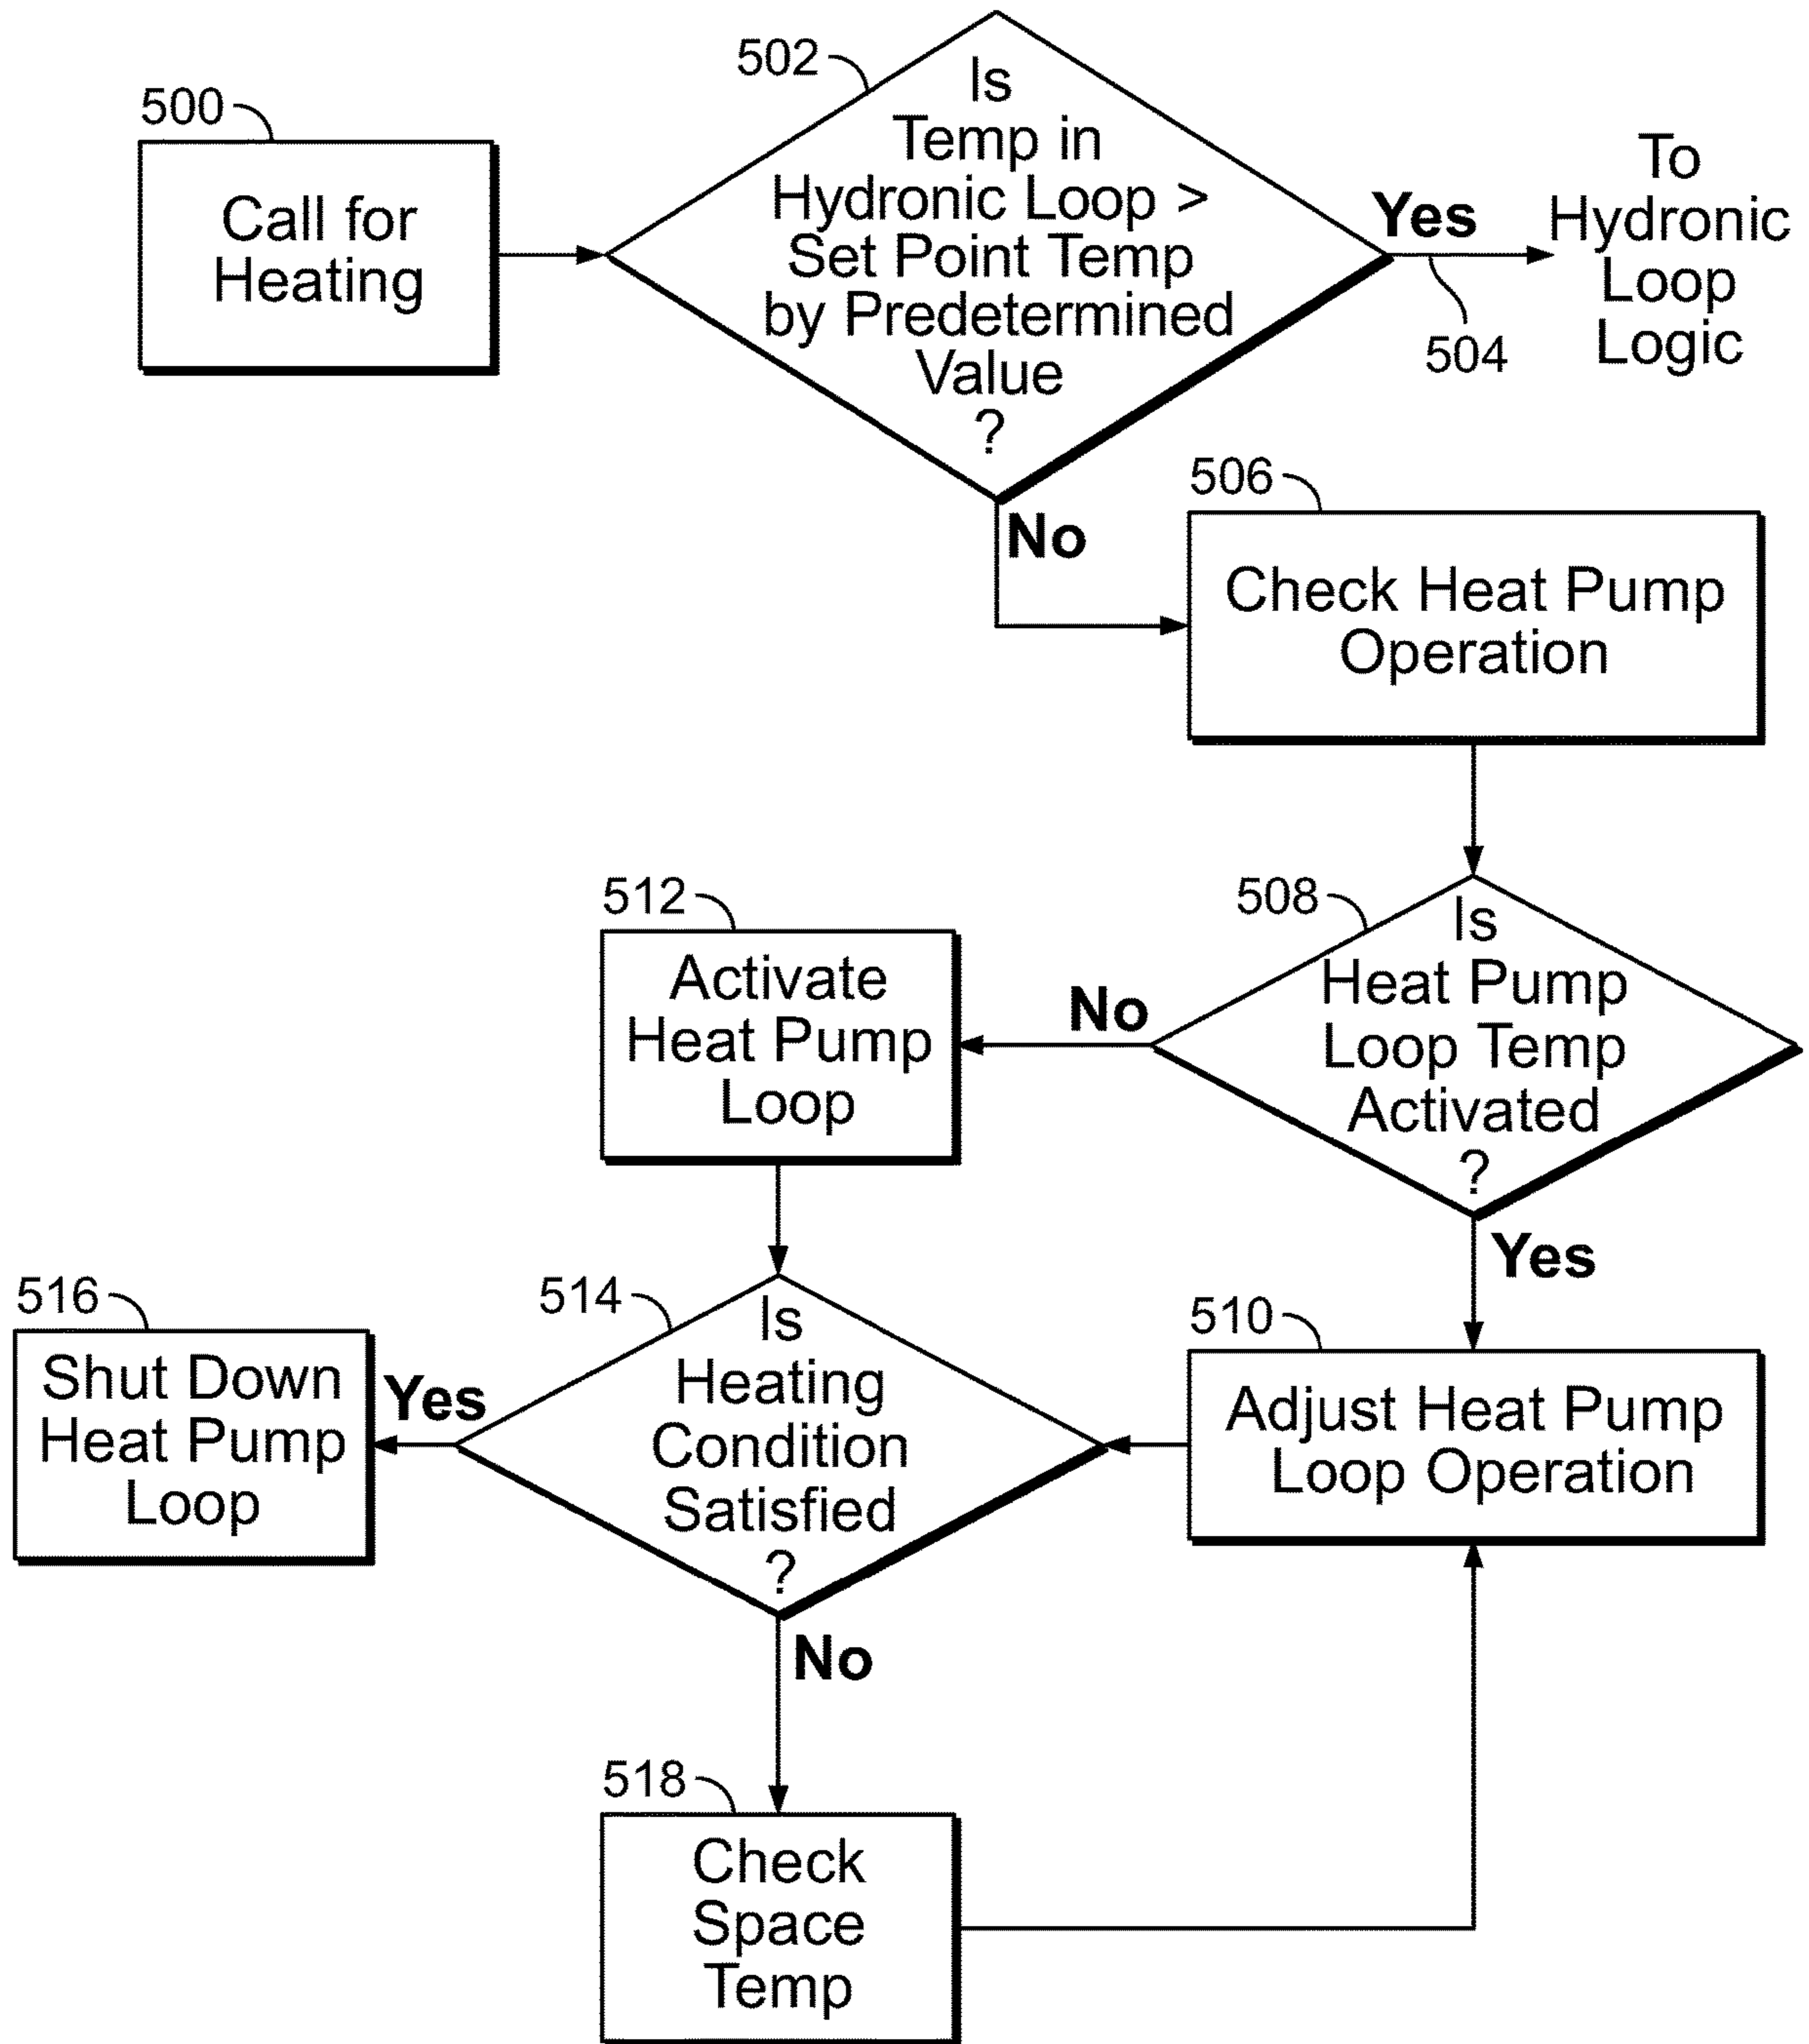 500
Call for
Heating
502
Is
Temp in
Hydronic Loop >
Set Point Temp
by Predetermined
Value
?
Yes
504
To
Hydronic
Loop
Logic
No
506
Check Heat Pump
Operation
508
Is
Heat Pump
Loop Temp
Activated
?
No
512
Activate
Heat Pump
Loop
Yes
510
Adjust Heat Pump
Loop Operation
514
Is
Heating
Condition
Satisfied
?
Yes
516
Shut Down
Heat Pump
Loop
No
518
Check
Space
Temp